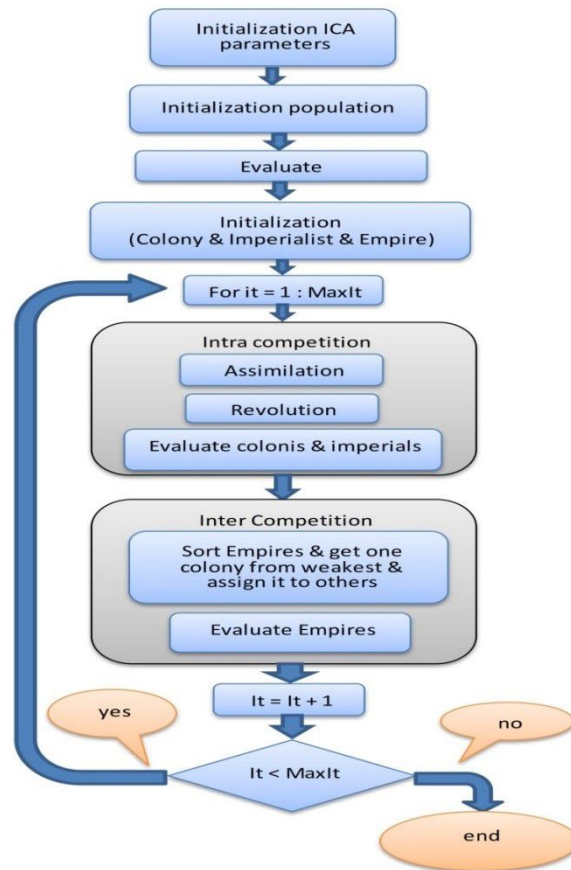 Initialization ICA
parameters
Initialization population
Evaluate
Initialization
(Colony & Imperialist & Empire)
For it = 1 : MaxIt
Intra competition
Assimilation
Revolution
Evaluate colonis & imperials
Inter Competition
Sort Empires & get one
colony from weakest &
assign it to others
Evaluate Empires
It = It + 1
yes
no
It < MaxIt
end